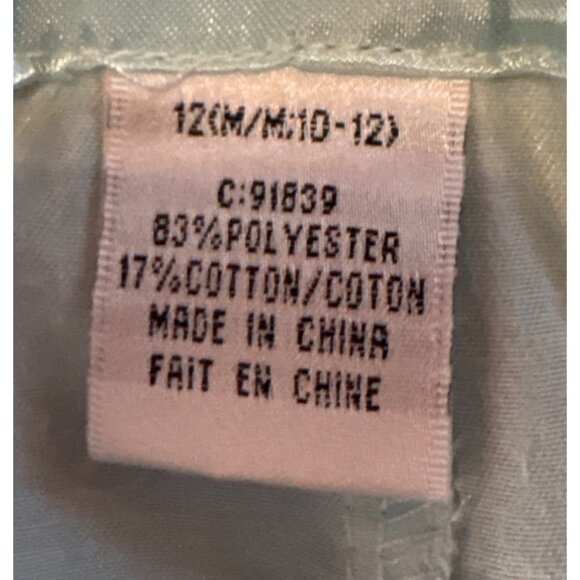 12(M/M:10-12)
C:91839
83%POLYESTER
17%COTTON/COTON
MADE IN CHINA
FAIT EN CHINE